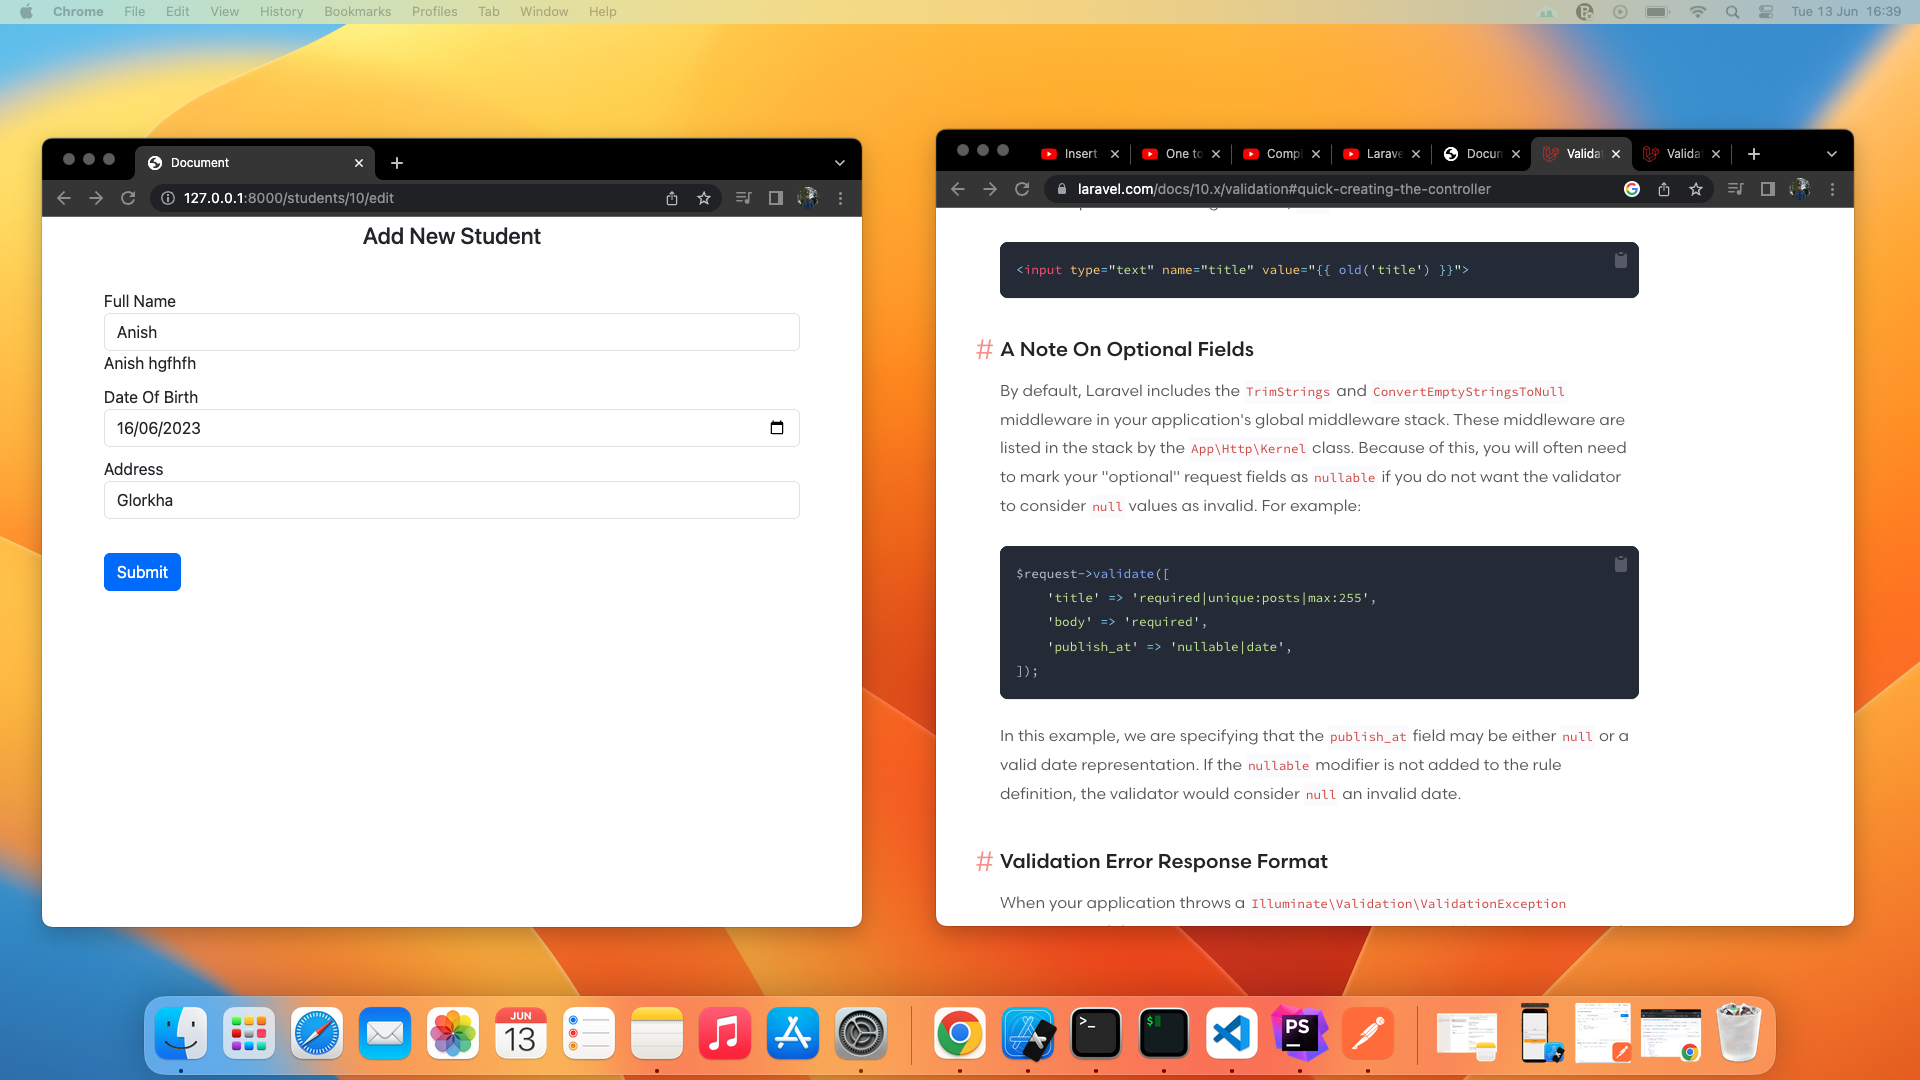 Chrome File Edit View History Bookmarks Profiles Tab Window Help
Tue 13 Jun 16:39
Document
127.0.0.1:8000/students/10/edit
Add New Student
Full Name
Anish
Anish hgfhfh
Date Of Birth
16/06/2023
Address
Glorkha
Submit
Insert
One to
Compl
Larave
Docum
Validat
Validat
laravel.com/docs/10.x/validation#quick-creating-the-controller
<input type="text" name="title" value="{{ old('title') }}">
# A Note On Optional Fields
By default, Laravel includes the TrimStrings and ConvertEmptyStringsToNull
middleware in your application's global middleware stack. These middleware are
listed in the stack by the App\Http\Kernel class. Because of this, you will often need
to mark your "optional" request fields as nullable if you do not want the validator
to consider null values as invalid. For example:
$request->validate([
'title' => 'required|unique:posts|max:255',
'body' => 'required',
'publish_at' => 'nullable|date',
]);
In this example, we are specifying that the publish_at field may be either null or a
valid date representation. If the nullable modifier is not added to the rule
definition, the validator would consider null an invalid date.
# Validation Error Response Format
When your application throws a Illuminate\Validation\ValidationException
JUN
13
>_
$
PS